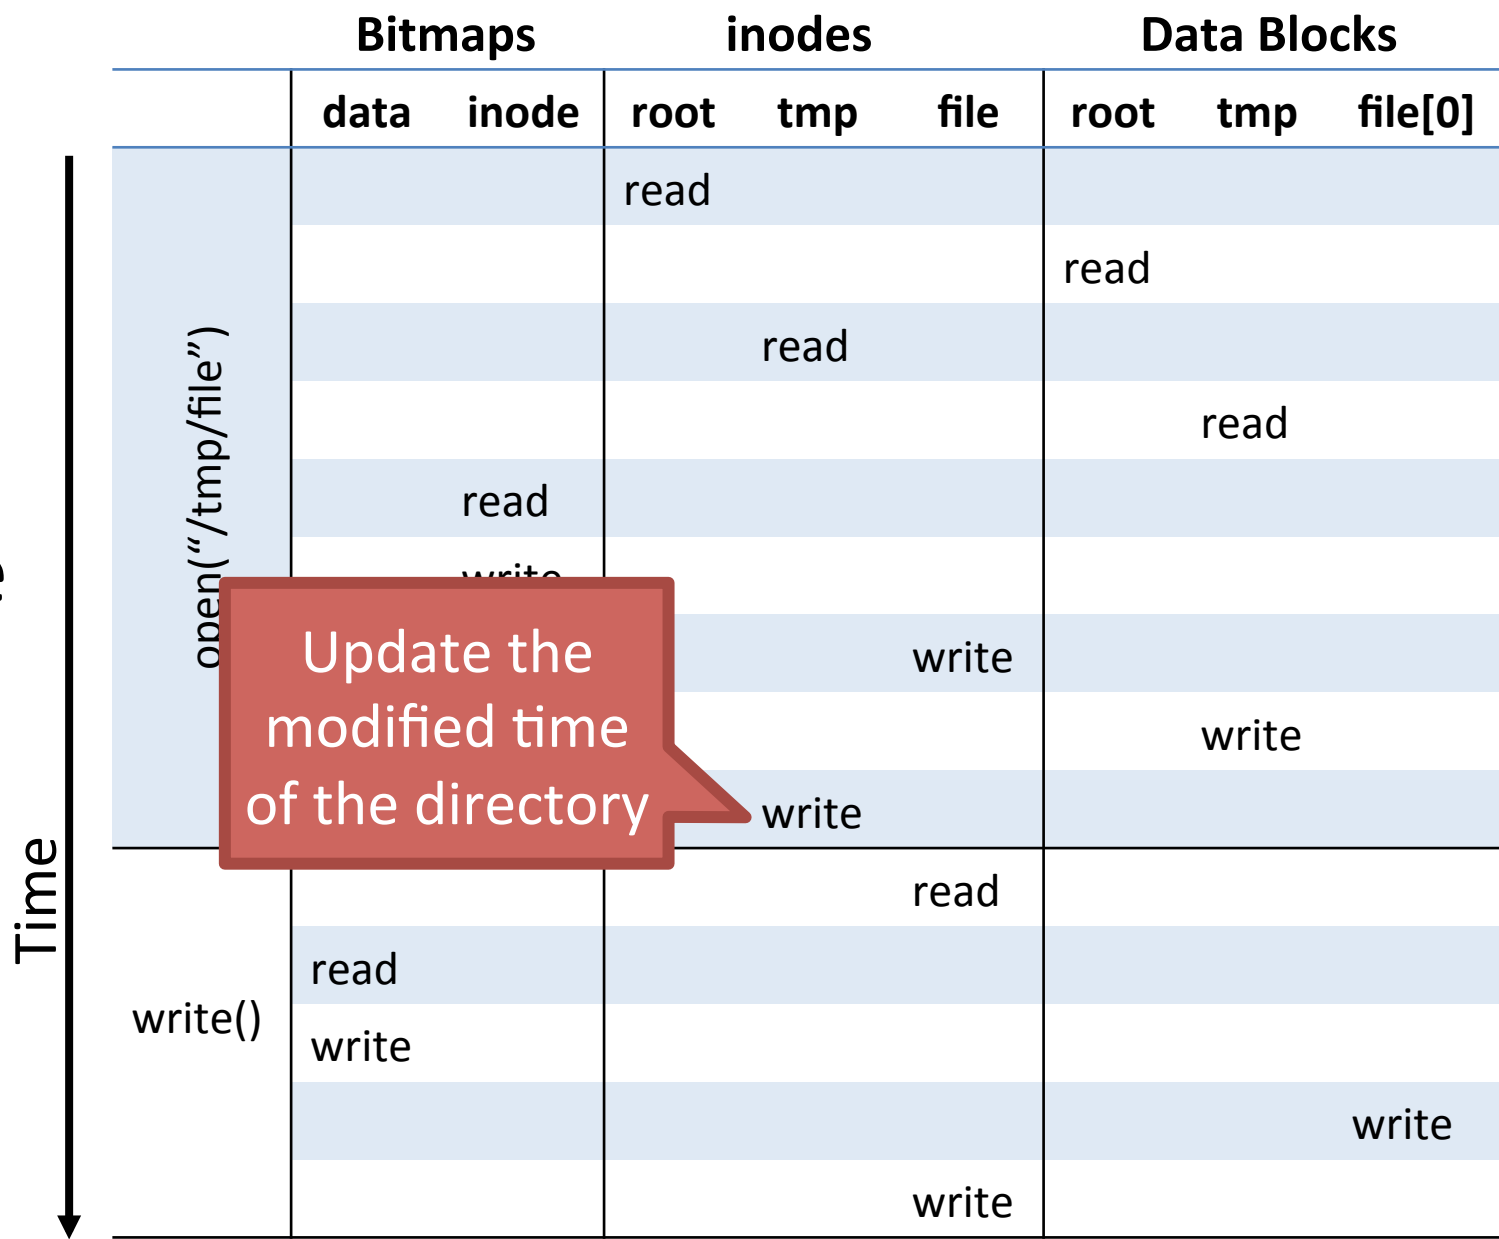 Bitmaps inodes Data Blocks
data inode root tmp file root tmp file[0]
read
read
read
read
read
write
open(“/tmp/file”)
Update the
modified time
of the directory
write
write
write
Time
read
read
write()
write
write
write